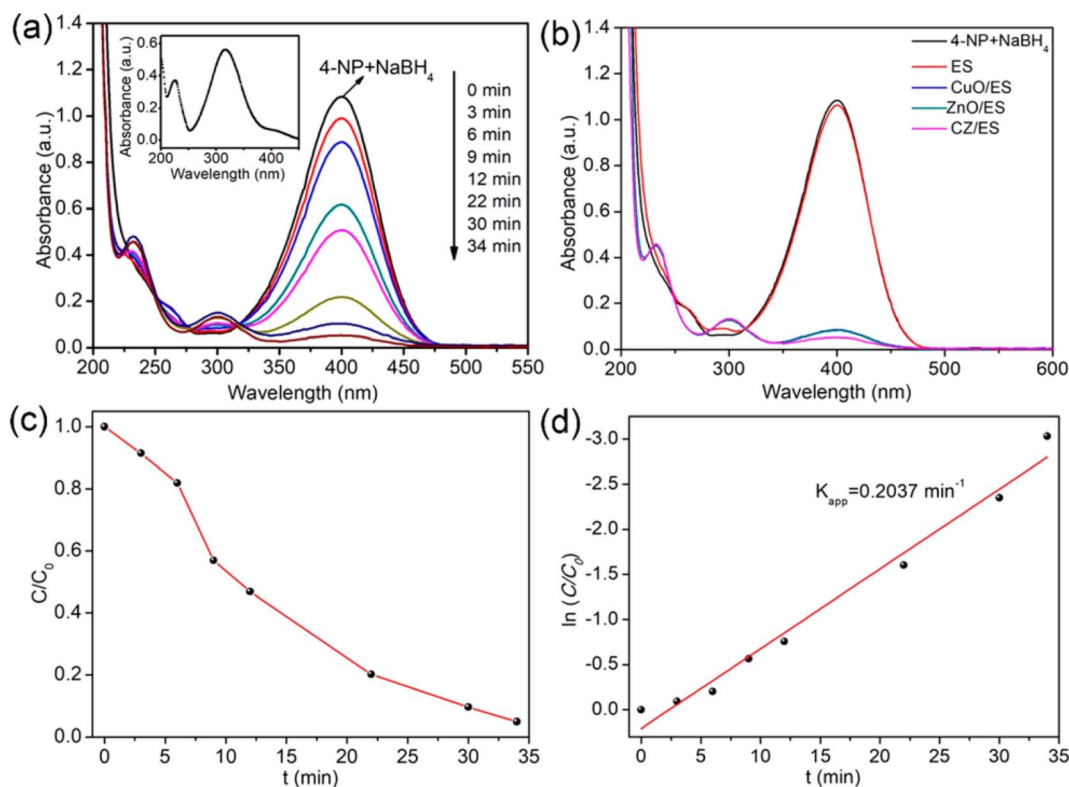 (a)
1.4
1.2
1.0
0.8
0.6
0.4
0.2
0.0
Absorbance (a.u.)
200 250 300 350 400 450 500 550
Wavelength (nm)
0.6
0.4
0.2
0.0
Absorbance (a.u.)
200 300 400
Wavelength (nm)
4-NP+NaBH4
0 min
3 min
6 min
9 min
12 min
22 min
30 min
34 min
(b)
1.4
1.2
1.0
0.8
0.6
0.4
0.2
0.0
Absorbance (a.u.)
200 300 400 500 600
Wavelength (nm)
4-NP+NaBH4
ES
CuO/ES
ZnO/ES
CZ/ES
(c)
1.0
0.8
0.6
0.4
0.2
0.0
C/C0
0 5 10 15 20 25 30 35
t (min)
(d)
-3.0
-2.5
-2.0
-1.5
-1.0
-0.5
0.0
ln (C/C0)
Kapp=0.2037 min-1
0 5 10 15 20 25 30 35
t (min)